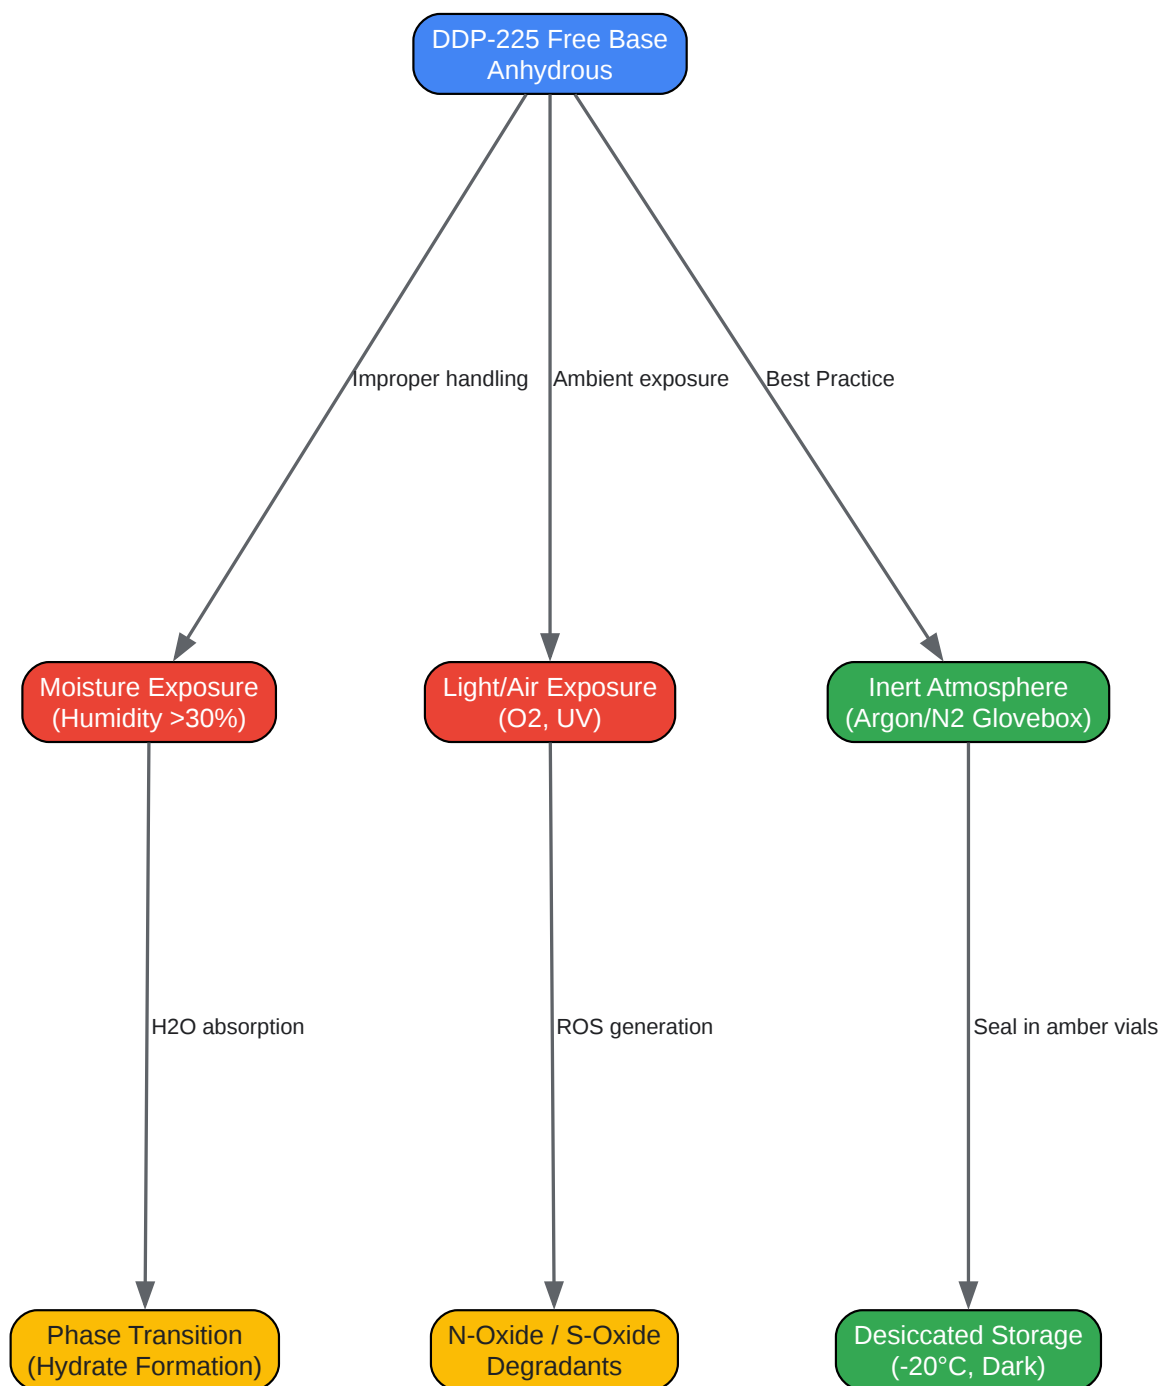 DDP-225 Free Base
Anhydrous
Improper handling
Ambient exposure
Best Practice
Moisture Exposure
(Humidity >30%)
Light/Air Exposure
(O2, UV)
Inert Atmosphere
(Argon/N2 Glovebox)
H2O absorption
ROS generation
Seal in amber vials
Phase Transition
(Hydrate Formation)
N-Oxide / S-Oxide
Degradants
Desiccated Storage
(-20°C, Dark)